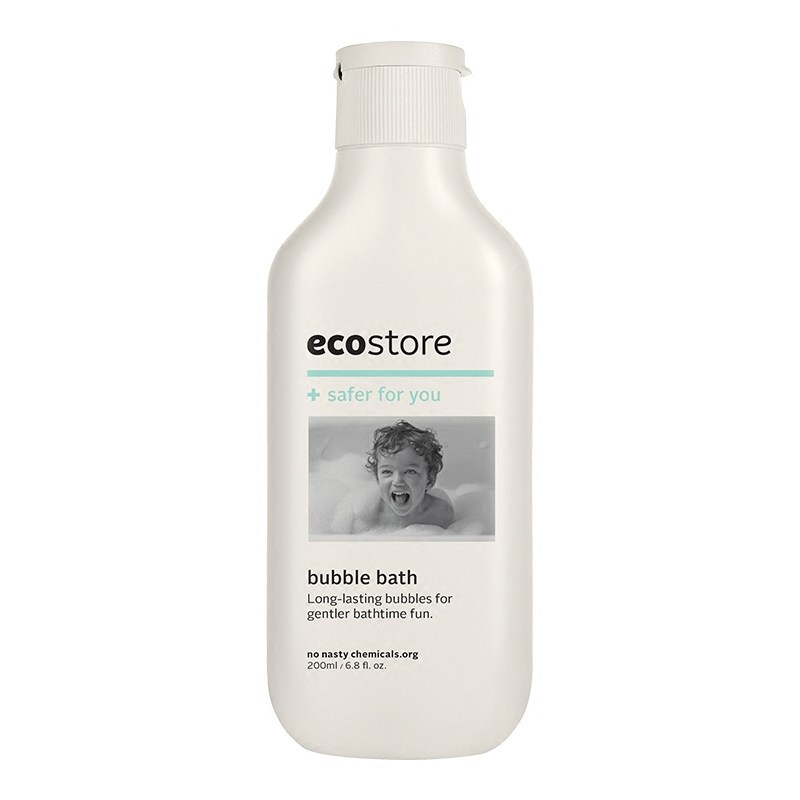 ecostore
+ safer for you
bubble bath
Long-lasting bubbles for
gentler bathtime fun.
no nasty chemicals.org
200ml / 6.8 fl. oz.